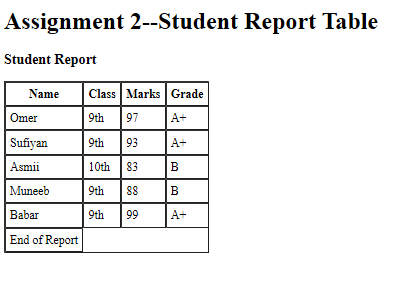 Assignment 2--Student Report Table
Student Report
Name Class Marks Grade
Omer 9th 97 A+
Sufiyan 9th 93 A+
Asmii 10th 83 B
Muneeb 9th 88 B
Babar 9th 99 A+
End of Report